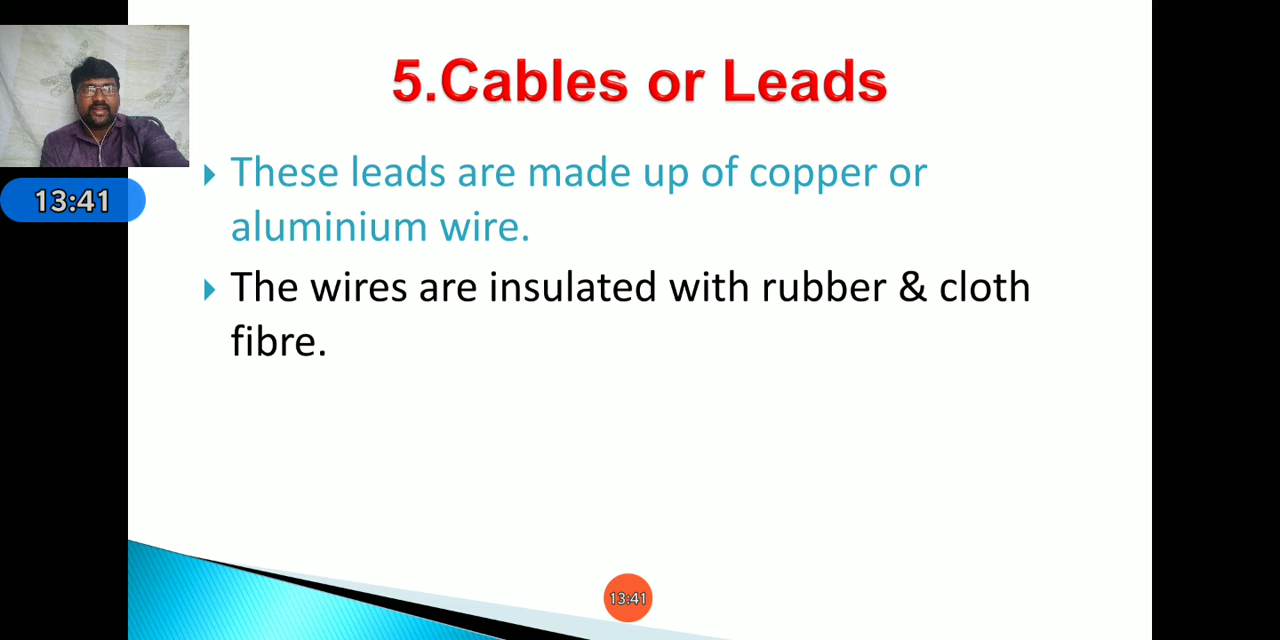 5.Cables or Leads
13:41
These leads are made up of copper or
aluminium wire.
The wires are insulated with rubber & cloth
fibre.
13:41